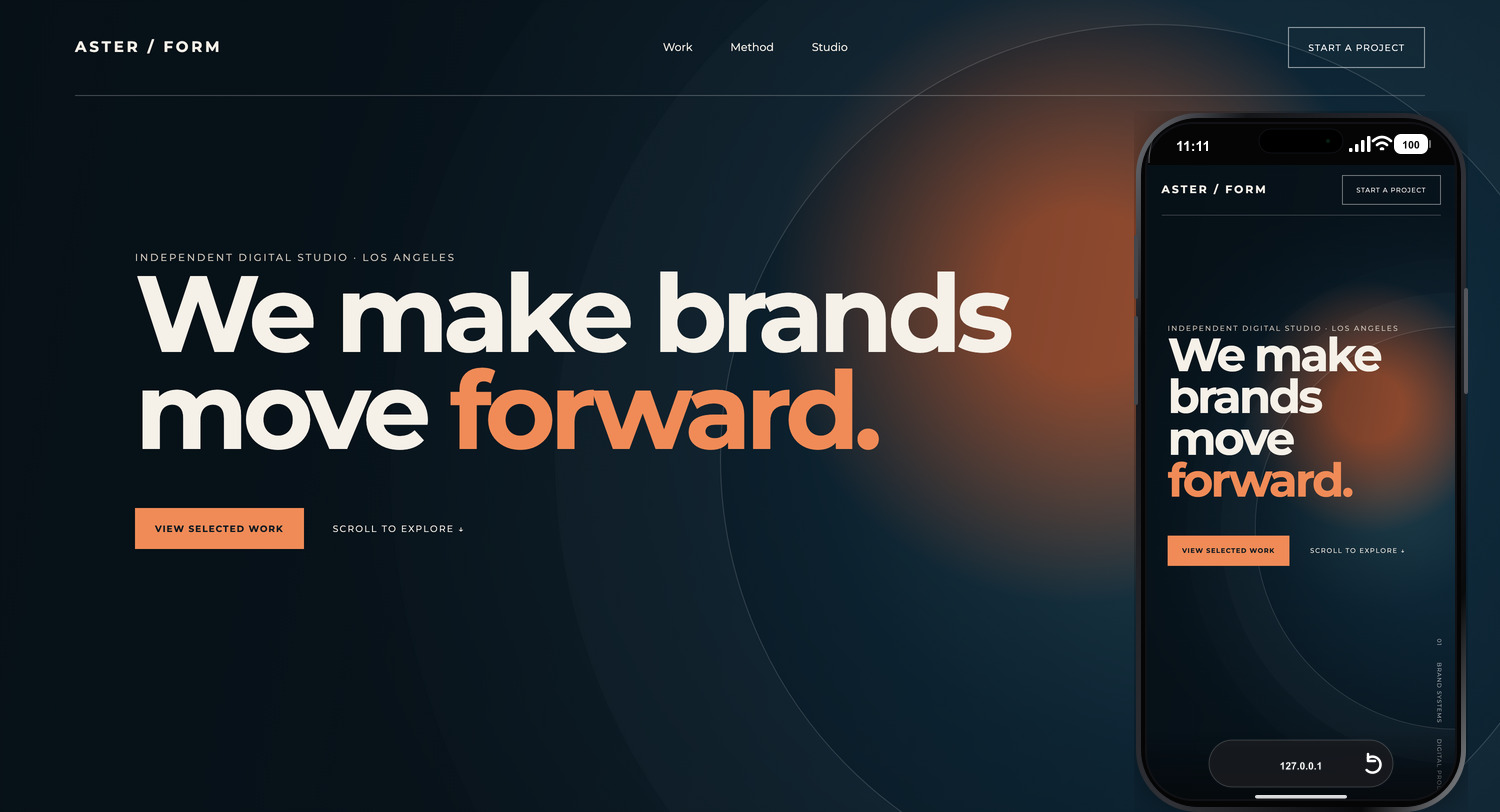 ASTER / FORM
Work
Method
Studio
START A PROJECT
INDEPENDENT DIGITAL STUDIO · LOS ANGELES
We make brands
move forward.
VIEW SELECTED WORK
SCROLL TO EXPLORE ↓
11:11
100
ASTER / FORM
START A PROJECT
INDEPENDENT DIGITAL STUDIO · LOS ANGELES
We make
brands
move
forward.
VIEW SELECTED WORK
SCROLL TO EXPLORE ↓
01
BRAND SYSTEMS
DIGITAL
127.0.0.1